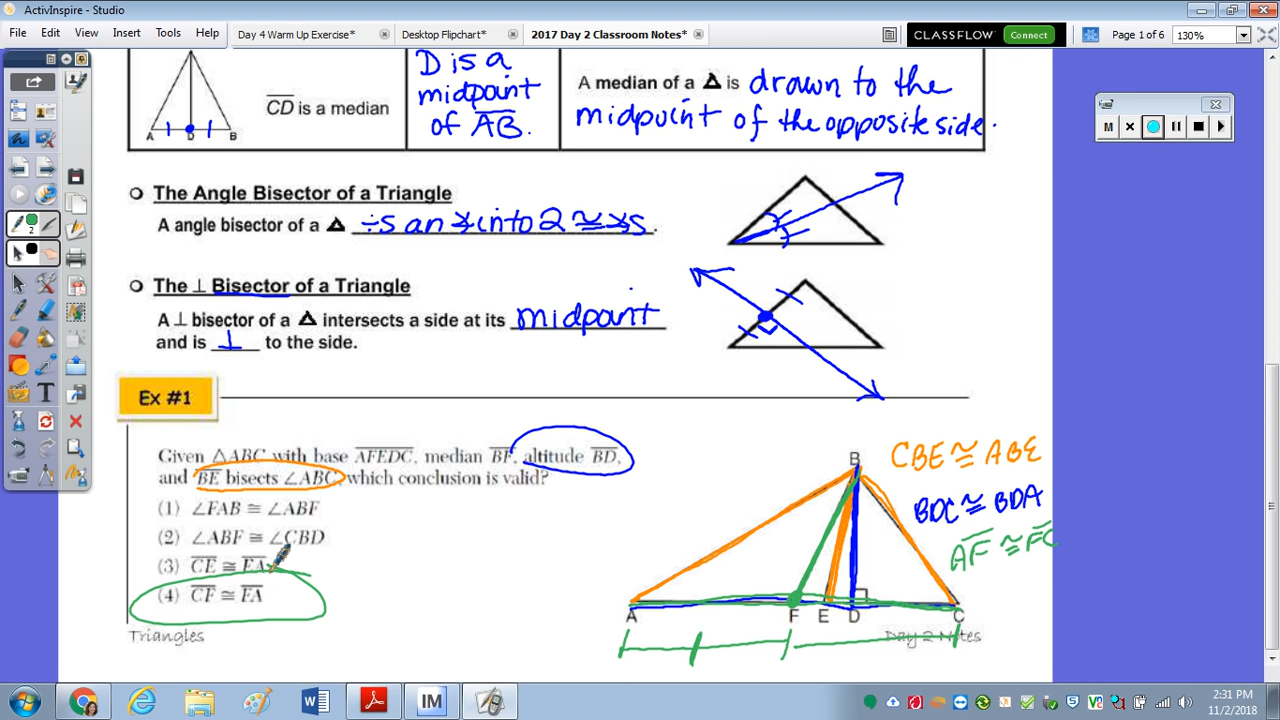 ActivInspire - Studio
File Edit View Insert Tools Help
Day 4 Warm Up Exercise*
Desktop Flipchart*
2017 Day 2 Classroom Notes*
CLASSFLOW Connect
Page 1 of 6
130%
A D B
CD is a median
D is a
midpoint
of AB.
A median of a Δ is drawn to the
midpoint of the opposite side.
The Angle Bisector of a Triangle
A angle bisector of a Δ ÷s an ∡ into 2 ≅ ∡s.
The ⊥ Bisector of a Triangle
A ⊥ bisector of a Δ intersects a side at its midpoint
and is ⊥ to the side.
M
Ex #1
Given △ABC with base AFEDC, median BF, altitude BD,
and BE bisects ∠ABC, which conclusion is valid?
(1) ∠FAB ≅ ∠ABF
(2) ∠ABF ≅ ∠CBD
(3) CE ≅ EA
(4) CF ≅ FA
B
CBE ≅ ABE
BDC ≅ BDA
AF ≅ FC
A F E D C
Triangles
Day 2 Notes
IM
2:31 PM
11/2/2018